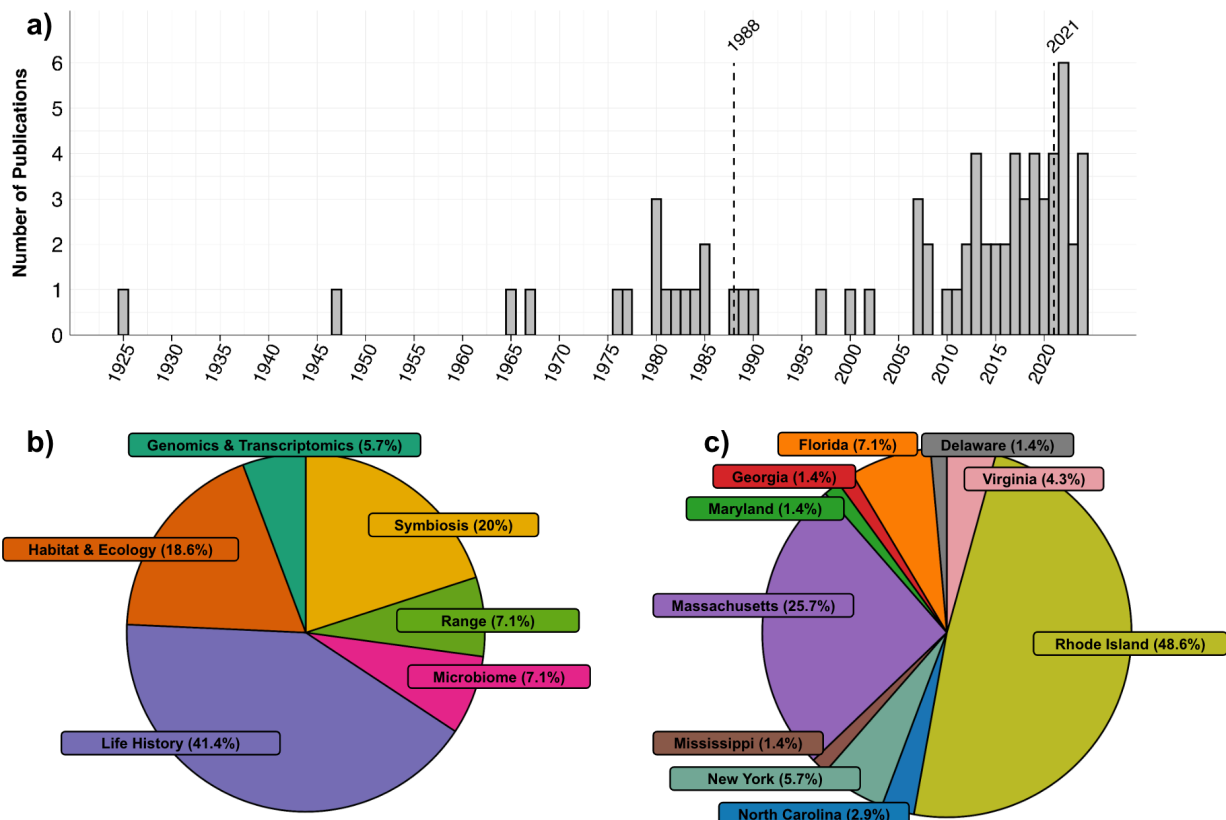 a)
1988
2021
Number of Publications
6
5
4
3
2
1
0
1925
1930
1935
1940
1945
1950
1955
1960
1965
1970
1975
1980
1985
1990
1995
2000
2005
2010
2015
2020
b)
Genomics & Transcriptomics (5.7%)
Symbiosis (20%)
Habitat & Ecology (18.6%)
Range (7.1%)
Microbiome (7.1%)
Life History (41.4%)
c)
Florida (7.1%)
Delaware (1.4%)
Georgia (1.4%)
Virginia (4.3%)
Maryland (1.4%)
Massachusetts (25.7%)
Rhode Island (48.6%)
Mississippi (1.4%)
New York (5.7%)
North Carolina (2.9%)